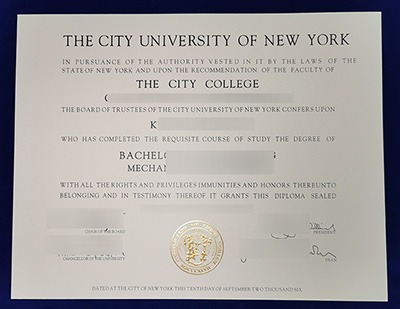 THE CITY UNIVERSITY OF NEW YORK
IN PURSUANCE OF THE AUTHORITY VESTED IN IT BY THE LAWS OF THE
STATE OF NEW YORK AND UPON THE RECOMMENDATION OF THE FACULTY OF
THE CITY COLLEGE
THE BOARD OF TRUSTEES OF THE CITY UNIVERSITY OF NEW YORK CONFERS UPON
K
WHO HAS COMPLETED THE REQUISITE COURSE OF STUDY THE DEGREE OF
BACHELO G
MECHAN
WITH ALL THE RIGHTS AND PRIVILEGES IMMUNITIES AND HONORS THEREUNTO
BELONGING AND IN TESTIMONY THEREOF IT GRANTS THIS DIPLOMA SEALED
CHAIR OF THE BOARD PRESIDENT
CHANCELLOR OF THE UNIVERSITY DEAN
DATED AT THE CITY OF NEW YORK THIS TENTH DAY OF SEPTEMBER TWO THOUSAND SIX